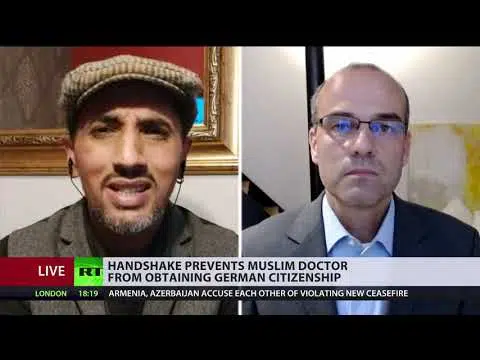 LIVE
RT
HANDSHAKE PREVENTS MUSLIM DOCTOR
FROM OBTAINING GERMAN CITIZENSHIP
LONDON 18:19 ARMENIA, AZERBAIJAN ACCUSE EACH OTHER OF VIOLATING NEW CEASEFIRE